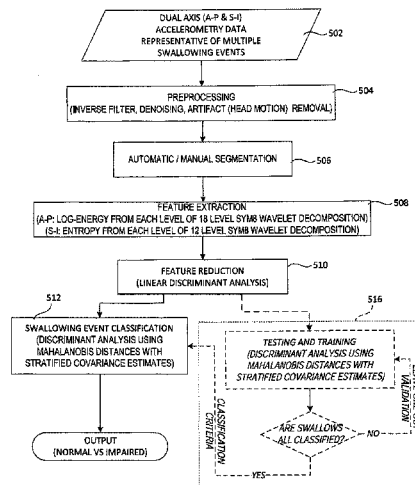 DUAL AXIS (A-P & S-I)
ACCELEROMETRY DATA
REPRESENTATIVE OF MULTIPLE
SWALLOWING EVENTS
502
PREPROCESSING
(INVERSE FILTER, DENOISING, ARTIFACT (HEAD MOTION) REMOVAL)
504
AUTOMATIC / MANUAL SEGMENTATION
506
FEATURE EXTRACTION
(A-P: LOG-ENERGY FROM EACH LEVEL OF 18 LEVEL SYM8 WAVELET DECOMPOSITION)
(S-I: ENTROPY FROM EACH LEVEL OF 12 LEVEL SYM8 WAVELET DECOMPOSITION)
508
FEATURE REDUCTION
(LINEAR DISCRIMINANT ANALYSIS)
510
512
SWALLOWING EVENT CLASSIFICATION
(DISCRIMINANT ANALYSIS USING
MAHALANOBIS DISTANCES WITH
STRATIFIED COVARIANCE ESTIMATES)
OUTPUT
(NORMAL VS IMPAIRED)
CLASSIFICATION
CRITERIA
516
TESTING AND TRAINING
(DISCRIMINANT ANALYSIS USING
MAHALANOBIS DISTANCES WITH
STRATIFIED COVARIANCE ESTIMATES)
VALIDATION
ARE SWALLOWS
ALL CLASSIFIED?
NO
YES